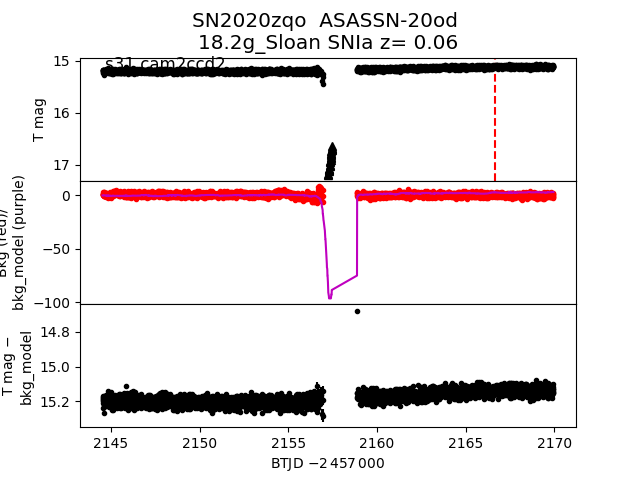 SN2020zqo  ASASSN-20od
18.2g_Sloan SNIa z= 0.06
s31 cam2ccd2
15
16
17
T mag
0
−50
−100
Bkg (red)/
bkg_model (purple)
14.8
15.0
15.2
T mag −
bkg_model
2145
2150
2155
2160
2165
2170
BTJD −2 457 000